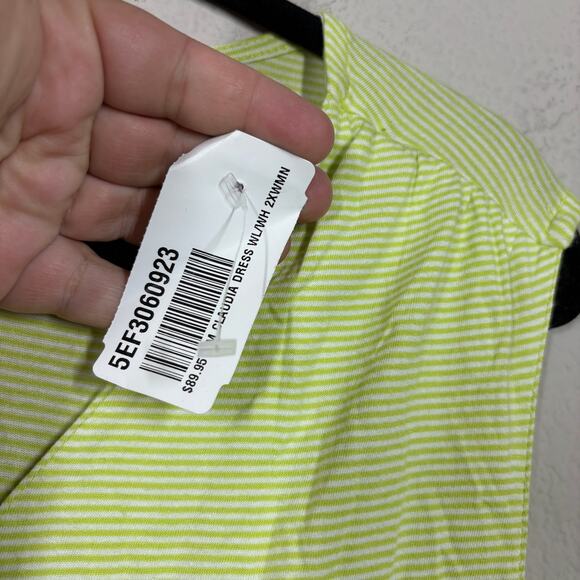 5EF3060923
$89.95 CLAUDIA DRESS WL/WH 2XWMN